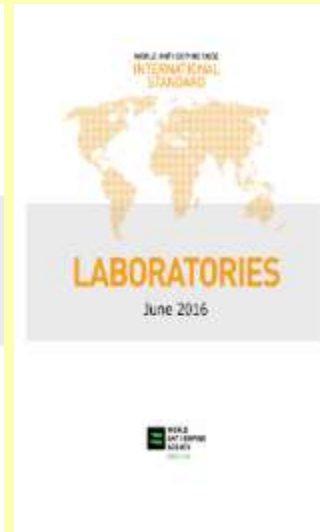 WORLD ANTI-DOPING CODE
INTERNATIONAL
STANDARD
LABORATORIES
June 2016
WORLD
ANTI-DOPING
AGENCY